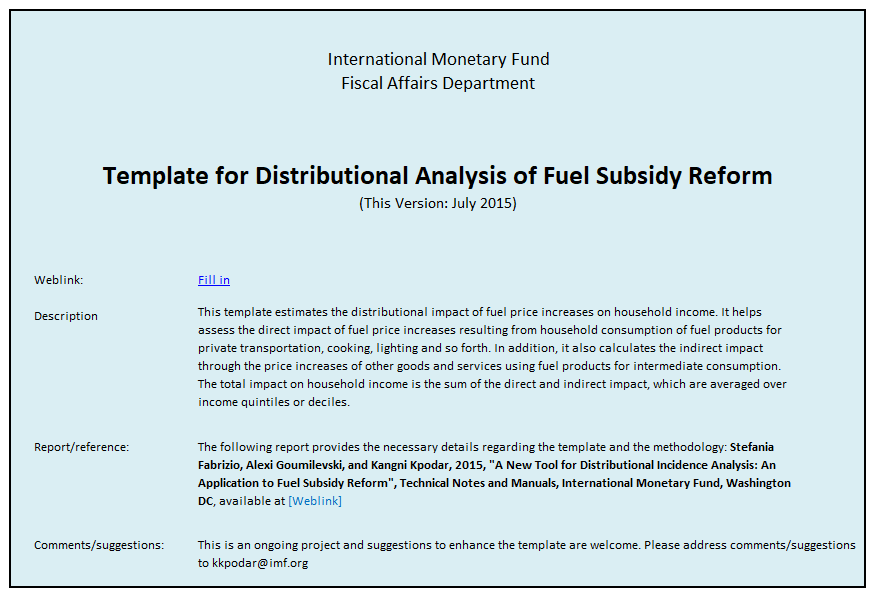 International Monetary Fund
Fiscal Affairs Department
Template for Distributional Analysis of Fuel Subsidy Reform
(This Version: July 2015)
Weblink: Fill in
Description This template estimates the distributional impact of fuel price increases on household income. It helps
assess the direct impact of fuel price increases resulting from household consumption of fuel products for
private transportation, cooking, lighting and so forth. In addition, it also calculates the indirect impact
through the price increases of other goods and services using fuel products for intermediate consumption.
The total impact on household income is the sum of the direct and indirect impact, which are averaged over
income quintiles or deciles.
Report/reference: The following report provides the necessary details regarding the template and the methodology: Stefania
Fabrizio, Alexi Goumilevski, and Kangni Kpodar, 2015, "A New Tool for Distributional Incidence Analysis: An
Application to Fuel Subsidy Reform", Technical Notes and Manuals, International Monetary Fund, Washington
DC, available at [Weblink]
Comments/suggestions: This is an ongoing project and suggestions to enhance the template are welcome. Please address comments/suggestions
to kkpodar@imf.org